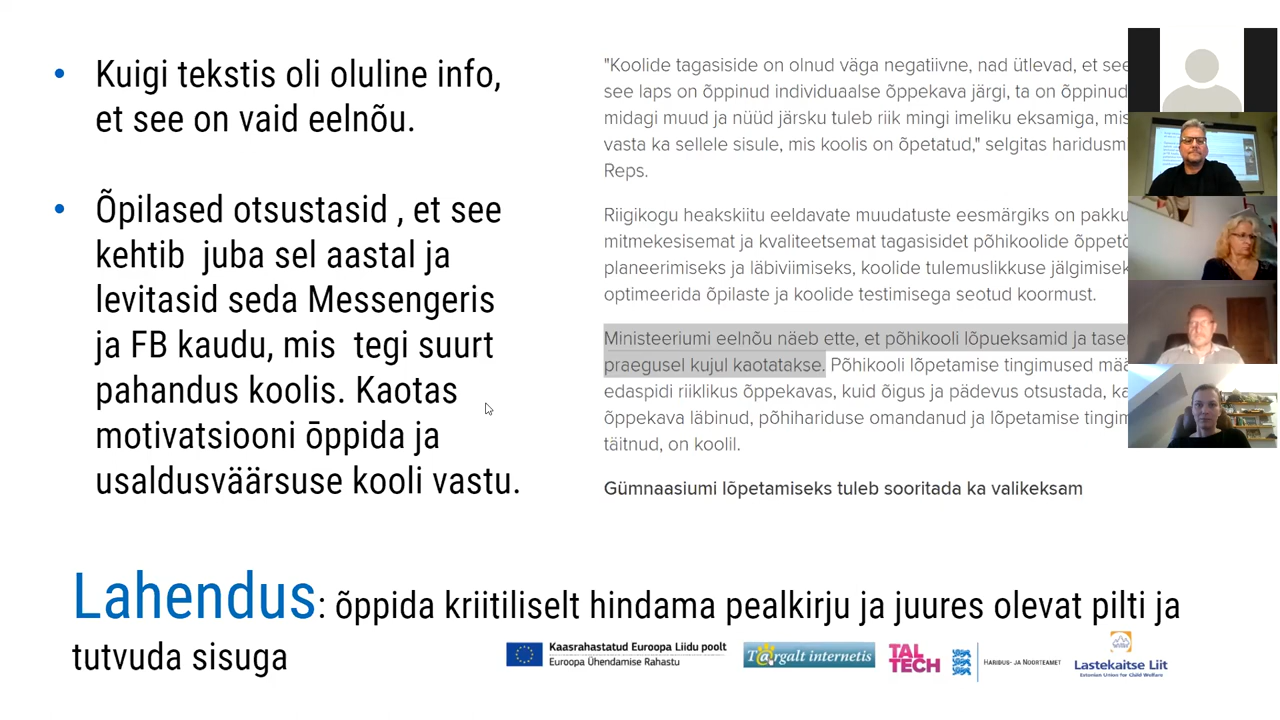 • Kuigi tekstis oli oluline info,
et see on vaid eelnõu.
• Õpilased otsustasid , et see
kehtib juba sel aastal ja
levitasid seda Messengeris
ja FB kaudu, mis tegi suurt
pahandus koolis. Kaotas
motivatsiooni õppida ja
usaldusväärsuse kooli vastu.
"Koolide tagasiside on olnud väga negatiivne, nad ütlevad, et see
see laps on õppinud individuaalse õppekava järgi, ta on õppinud
midagi muud ja nüüd järsku tuleb riik mingi imeliku eksamiga, mis
vasta ka sellele sisule, mis koolis on õpetatud," selgitas haridusm
Reps.
Riigikogu heakskiitu eeldavate muudatuste eesmärgiks on pakku
mitmekesisemat ja kvaliteetsemat tagasisidet põhikoolide õppetö
planeerimiseks ja läbiviimiseks, koolide tulemuslikkuse jälgimisek
optimeerida õpilaste ja koolide testimisega seotud koormust.
Ministeeriumi eelnõu näeb ette, et põhikooli lõpueksamid ja tasem
praegusel kujul kaotatakse. Põhikooli lõpetamise tingimused mää
edaspidi riiklikus õppekavas, kuid õigus ja pädevus otsustada, ka
õppekava läbinud, põhihariduse omandanud ja lõpetamise tingim
täitnud, on koolil.
Gümnaasiumi lõpetamiseks tuleb sooritada ka valikeksam
Lahendus: õppida kriitiliselt hindama pealkirju ja juures olevat pilti ja
tutvuda sisuga
Kaasrahastatud Euroopa Liidu poolt
Euroopa Ühendamise Rahastu
T@rgalt internetis
TAL
TECH
HARIDUS- JA NOORTEAMET
Lastekaitse Liit
Estonian Union for Child Welfare